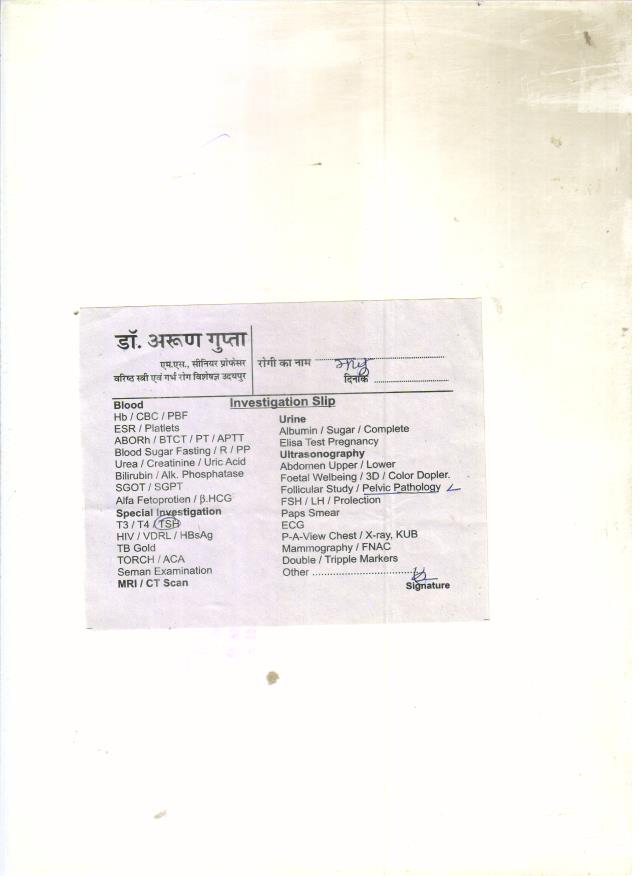 डॉ. अरूण गुप्ता
एम.एस., सीनियर प्रोफेसर
वरिष्ठ स्त्री एवं गर्भ रोग विशेषज्ञ उदयपुर
रोगी का नाम
दिनांक
Investigation Slip
Blood
Hb / CBC / PBF
ESR / Platlets
ABORh / BTCT / PT / APTT
Blood Sugar Fasting / R / PP
Urea / Creatinine / Uric Acid
Bilirubin / Alk. Phosphatase
SGOT / SGPT
Alfa Fetoprotien / β.HCG
Special Investigation
T3 / T4 / TSH
HIV / VDRL / HBsAg
TB Gold
TORCH / ACA
Seman Examination
MRI / CT Scan
Urine
Albumin / Sugar / Complete
Elisa Test Pregnancy
Ultrasonography
Abdomen Upper / Lower
Foetal Welbeing / 3D / Color Dopler.
Follicular Study / Pelvic Pathology
FSH / LH / Prolection
Paps Smear
ECG
P-A-View Chest / X-ray, KUB
Mammography / FNAC
Double / Tripple Markers
Other
Signature